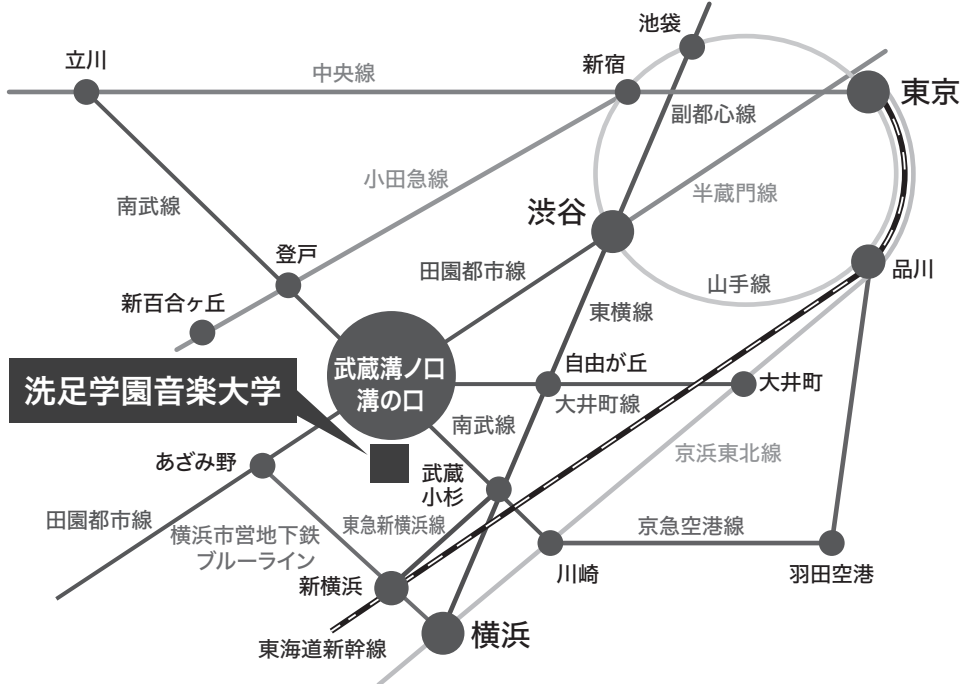 池袋
立川
新宿
中央線
東京
副都心線
小田急線
半蔵門線
南武線
渋谷
登戸
田園都市線
品川
山手線
新百合ヶ丘
東横線
武蔵溝ノ口
溝の口
自由が丘
洗足学園音楽大学
大井町
大井町線
南武線
京浜東北線
あざみ野
武蔵
小杉
田園都市線
東急新横浜線
京急空港線
横浜市営地下鉄
ブルーライン
新横浜
川崎
羽田空港
横浜
東海道新幹線